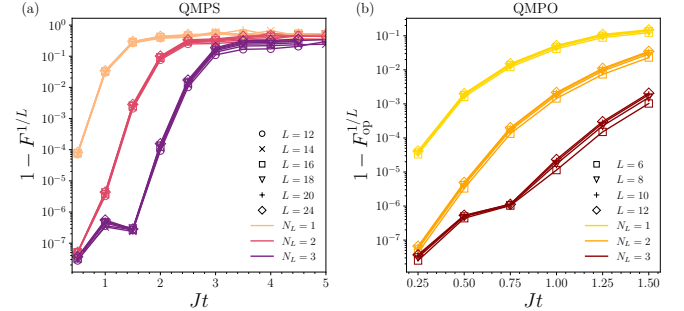 (a) QMPS
10^0
10^{-1}
10^{-2}
10^{-3}
10^{-4}
10^{-5}
10^{-6}
10^{-7}
1 − F^{1/L}
L = 12
L = 14
L = 16
L = 18
L = 20
L = 24
N_L = 1
N_L = 2
N_L = 3
1 2 3 4 5
Jt
(b) QMPO
10^0
10^{-1}
10^{-2}
10^{-3}
10^{-4}
10^{-5}
10^{-6}
10^{-7}
1 − F_{op}^{1/L}
L = 6
L = 8
L = 10
L = 12
N_L = 1
N_L = 2
N_L = 3
0.25 0.50 0.75 1.00 1.25 1.50
Jt